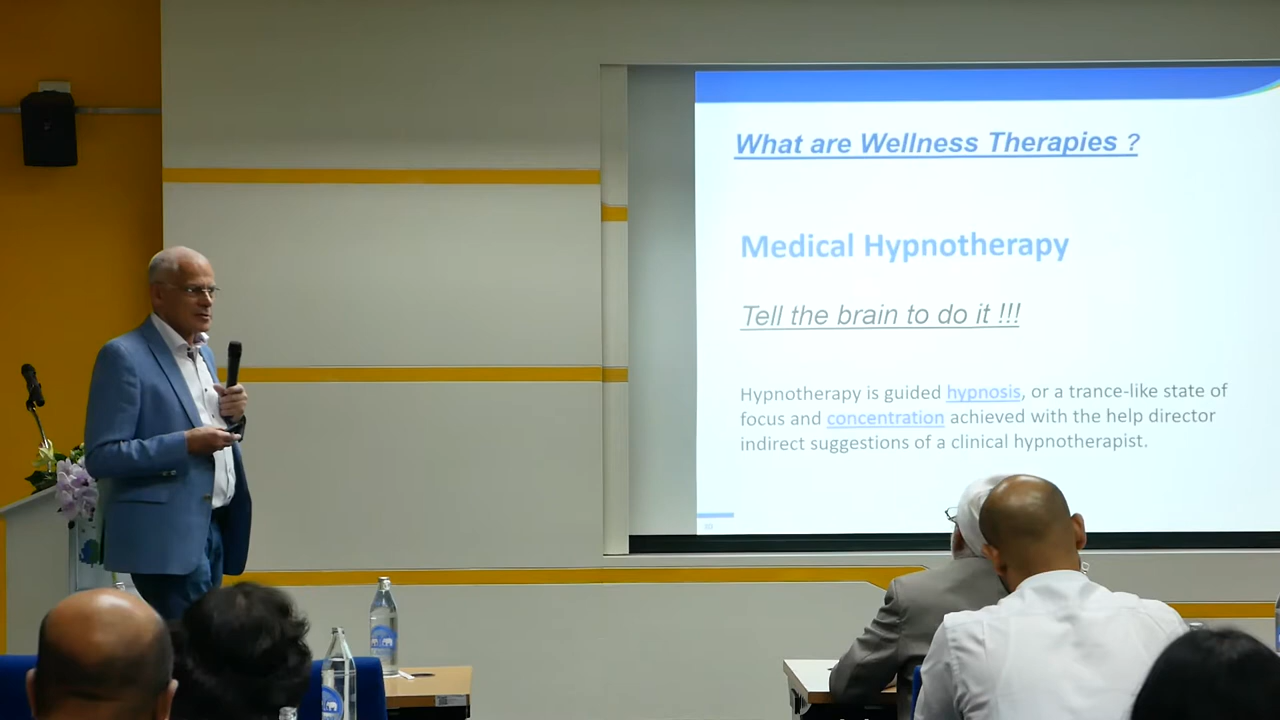 What are Wellness Therapies ?
Medical Hypnotherapy
Tell the brain to do it !!!
Hypnotherapy is guided hypnosis, or a trance-like state of
focus and concentration achieved with the help director
indirect suggestions of a clinical hypnotherapist.